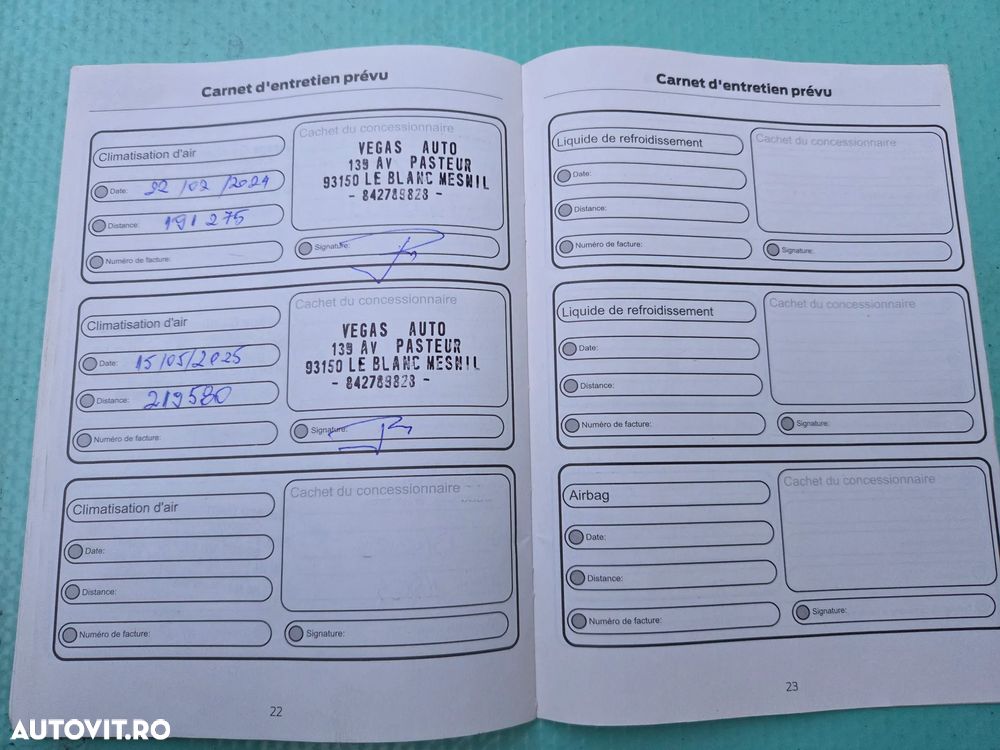 Carnet d'entretien prévu
Climatisation d'air
Date: 22/02/2024
Distance: 191 275
Numéro de facture:
Cachet du concessionnaire
VEGAS AUTO
139 AV PASTEUR
93150 LE BLANC MESNIL
- 842789823 -
Signature:
Climatisation d'air
Date: 15/05/2025
Distance: 219580
Numéro de facture:
Cachet du concessionnaire
VEGAS AUTO
139 AV PASTEUR
93150 LE BLANC MESNIL
- 842789823 -
Signature:
Climatisation d'air
Date:
Distance:
Numéro de facture:
Cachet du concessionnaire
Signature:
22
Carnet d'entretien prévu
Liquide de refroidissement
Date:
Distance:
Numéro de facture:
Cachet du concessionnaire
Signature:
Liquide de refroidissement
Date:
Distance:
Numéro de facture:
Cachet du concessionnaire
Signature:
Airbag
Date:
Distance:
Numéro de facture:
Cachet du concessionnaire
Signature:
23
AUTOVIT.RO